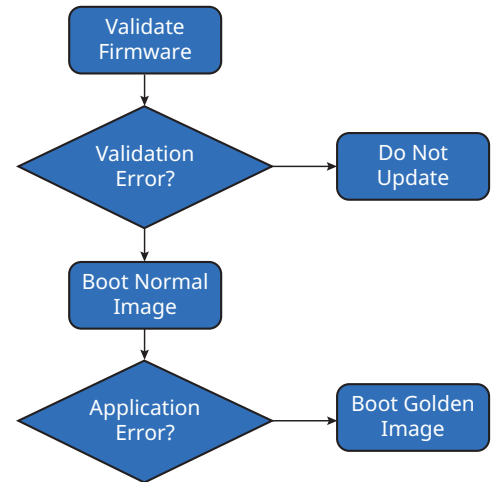 Validate
Firmware
Validation
Error?
Do Not
Update
Boot Normal
Image
Application
Error?
Boot Golden
Image